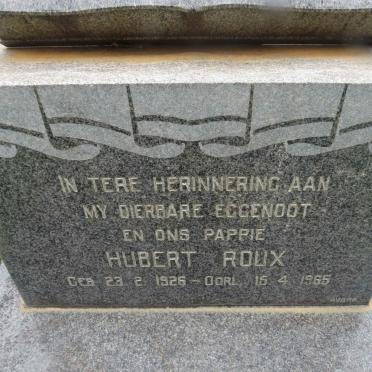 IN TERE HERINNERING AAN
MY DIERBARE EGGENOOT
EN ONS PAPPIE
HUBERT ROUX
GEB. 23. 2. 1926 – OORL. 15. 4. 1965